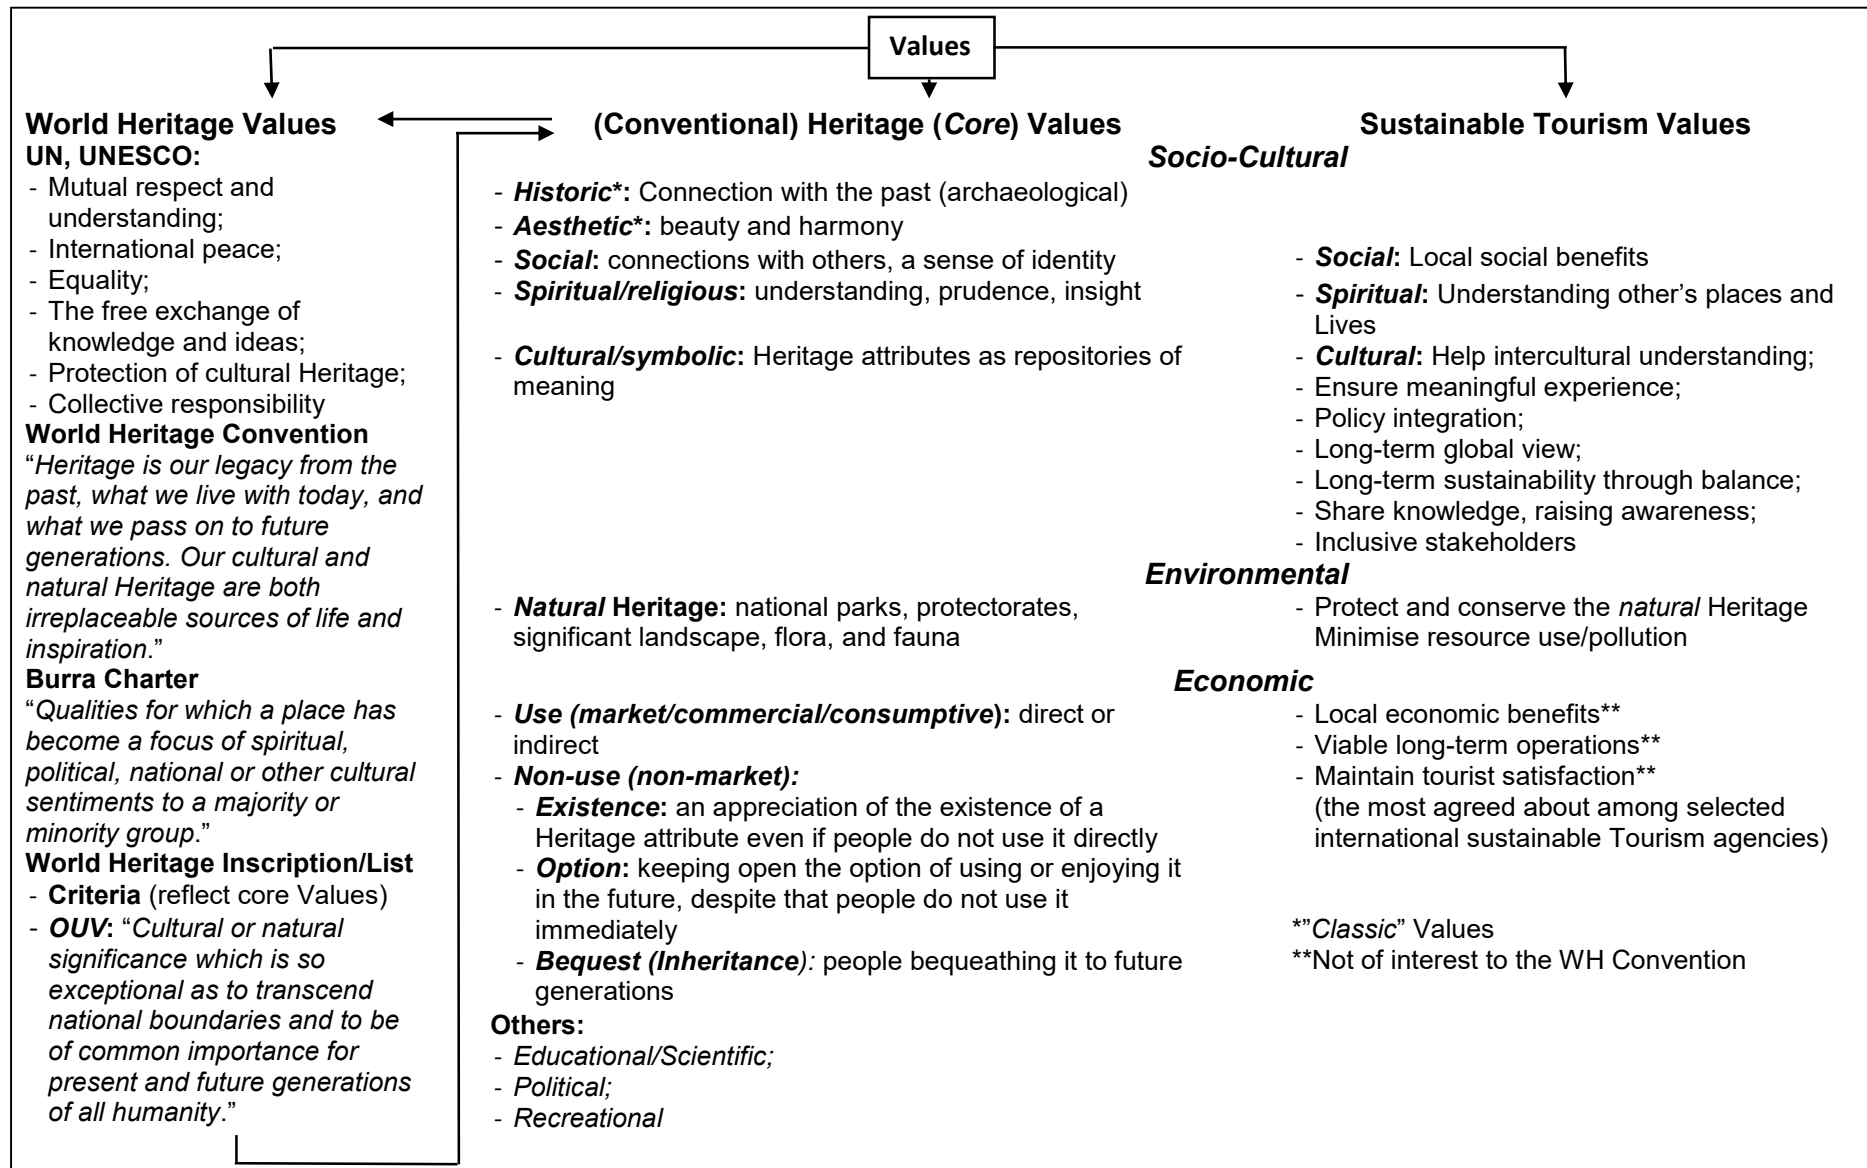 Values
World Heritage Values
UN, UNESCO:
- Mutual respect and
understanding;
- International peace;
- Equality;
- The free exchange of
knowledge and ideas;
- Protection of cultural Heritage;
- Collective responsibility
World Heritage Convention
“Heritage is our legacy from the
past, what we live with today, and
what we pass on to future
generations. Our cultural and
natural Heritage are both
irreplaceable sources of life and
inspiration.”
Burra Charter
“Qualities for which a place has
become a focus of spiritual,
political, national or other cultural
sentiments to a majority or
minority group.”
World Heritage Inscription/List
- Criteria (reflect core Values)
- OUV: “Cultural or natural
significance which is so
exceptional as to transcend
national boundaries and to be
of common importance for
present and future generations
of all humanity.”
(Conventional) Heritage (Core) Values
Sustainable Tourism Values
Socio-Cultural
- Historic*: Connection with the past (archaeological)
- Aesthetic*: beauty and harmony
- Social: connections with others, a sense of identity
- Spiritual/religious: understanding, prudence, insight
- Cultural/symbolic: Heritage attributes as repositories of
meaning
- Social: Local social benefits
- Spiritual: Understanding other’s places and
Lives
- Cultural: Help intercultural understanding;
- Ensure meaningful experience;
- Policy integration;
- Long-term global view;
- Long-term sustainability through balance;
- Share knowledge, raising awareness;
- Inclusive stakeholders
Environmental
- Natural Heritage: national parks, protectorates,
significant landscape, flora, and fauna
- Protect and conserve the natural Heritage
Minimise resource use/pollution
Economic
- Use (market/commercial/consumptive): direct or
indirect
- Non-use (non-market):
- Existence: an appreciation of the existence of a
Heritage attribute even if people do not use it directly
- Option: keeping open the option of using or enjoying it
in the future, despite that people do not use it
immediately
- Bequest (Inheritance): people bequeathing it to future
generations
Others:
- Educational/Scientific;
- Political;
- Recreational
- Local economic benefits**
- Viable long-term operations**
- Maintain tourist satisfaction**
(the most agreed about among selected
international sustainable Tourism agencies)
*”Classic” Values
**Not of interest to the WH Convention